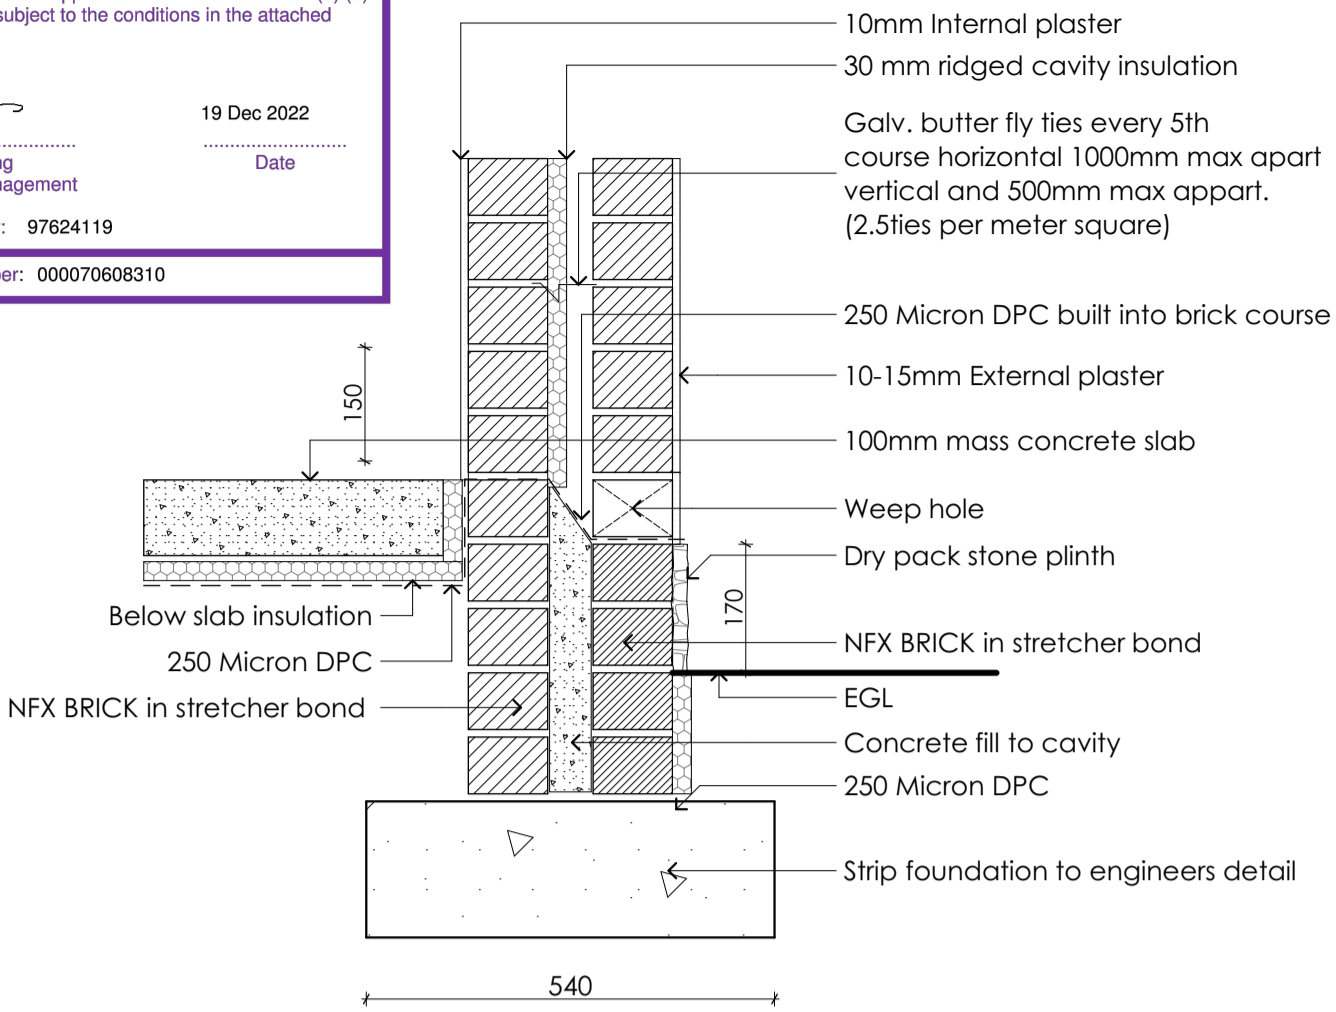 subject to the conditions in the attached
19 Dec 2022
Date
97624119
000070608310
10mm Internal plaster
30 mm ridged cavity insulation
Galv. butter fly ties every 5th
course horizontal 1000mm max apart
vertical and 500mm max appart.
(2.5ties per meter square)
250 Micron DPC built into brick course
10-15mm External plaster
150
100mm mass concrete slab
Weep hole
Dry pack stone plinth
170
Below slab insulation
250 Micron DPC
NFX BRICK in stretcher bond
NFX BRICK in stretcher bond
EGL
Concrete fill to cavity
250 Micron DPC
Strip foundation to engineers detail
540